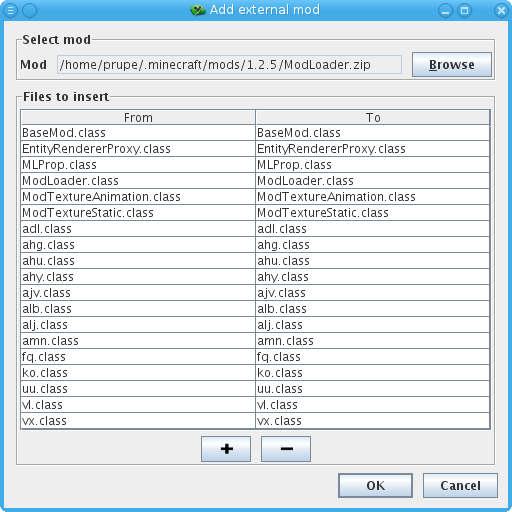 Add external mod
Select mod
Mod /home/prupe/.minecraft/mods/1.2.5/ModLoader.zip Browse
Files to insert
From To
BaseMod.class BaseMod.class
EntityRendererProxy.class EntityRendererProxy.class
MLProp.class MLProp.class
ModLoader.class ModLoader.class
ModTextureAnimation.class ModTextureAnimation.class
ModTextureStatic.class ModTextureStatic.class
adl.class adl.class
ahg.class ahg.class
ahu.class ahu.class
ahy.class ahy.class
ajv.class ajv.class
alb.class alb.class
alj.class alj.class
amn.class amn.class
fq.class fq.class
ko.class ko.class
uu.class uu.class
vl.class vl.class
vx.class vx.class
+ −
OK Cancel